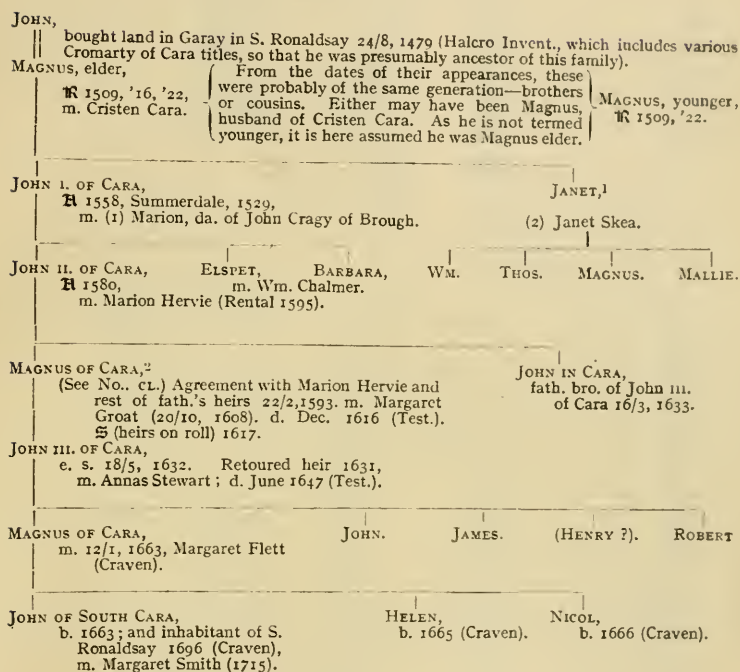 JOHN,
bought land in Garay in S. Ronaldsay 24/8, 1479 (Halcro Invent., which includes various
Cromarty of Cara titles, so that he was presumably ancestor of this family).
MAGNUS, elder,
R 1509, '16, '22,
m. Cristen Cara.
From the dates of their appearances, these
were probably of the same generation—brothers
or cousins. Either may have been Magnus,
husband of Cristen Cara. As he is not termed
younger, it is here assumed he was Magnus elder.
MAGNUS, younger,
R 1509, '22.
JOHN I. OF CARA,
A 1558, Summerdale, 1529,
m. (1) Marion, da. of John Cragy of Brough.
JANET,¹
(2) Janet Skea.
JOHN II. OF CARA,
A 1580,
m. Marion Hervie (Rental 1595).
ELSPET,
BARBARA,
m. Wm. Chalmer.
WM.
THOS.
MAGNUS.
MALLIE.
MAGNUS OF CARA,²
(See No.. CL.) Agreement with Marion Hervie and
rest of fath.'s heirs 22/2,1593. m. Margaret
Groat (20/10, 1608). d. Dec. 1616 (Test.).
S (heirs on roll) 1617.
JOHN IN CARA,
fath. bro. of John III.
of Cara 16/3, 1633.
JOHN III. OF CARA,
e. s. 18/5, 1632. Retoured heir 1631,
m. Annas Stewart; d. June 1647 (Test.).
MAGNUS OF CARA,
m. 12/1, 1663, Margaret Flett
(Craven).
JOHN.
JAMES.
(HENRY ?).
ROBERT
JOHN OF SOUTH CARA,
b. 1663; and inhabitant of S.
Ronaldsay 1696 (Craven),
m. Margaret Smith (1715).
HELEN,
b. 1665 (Craven).
NICOL,
b. 1666 (Craven).